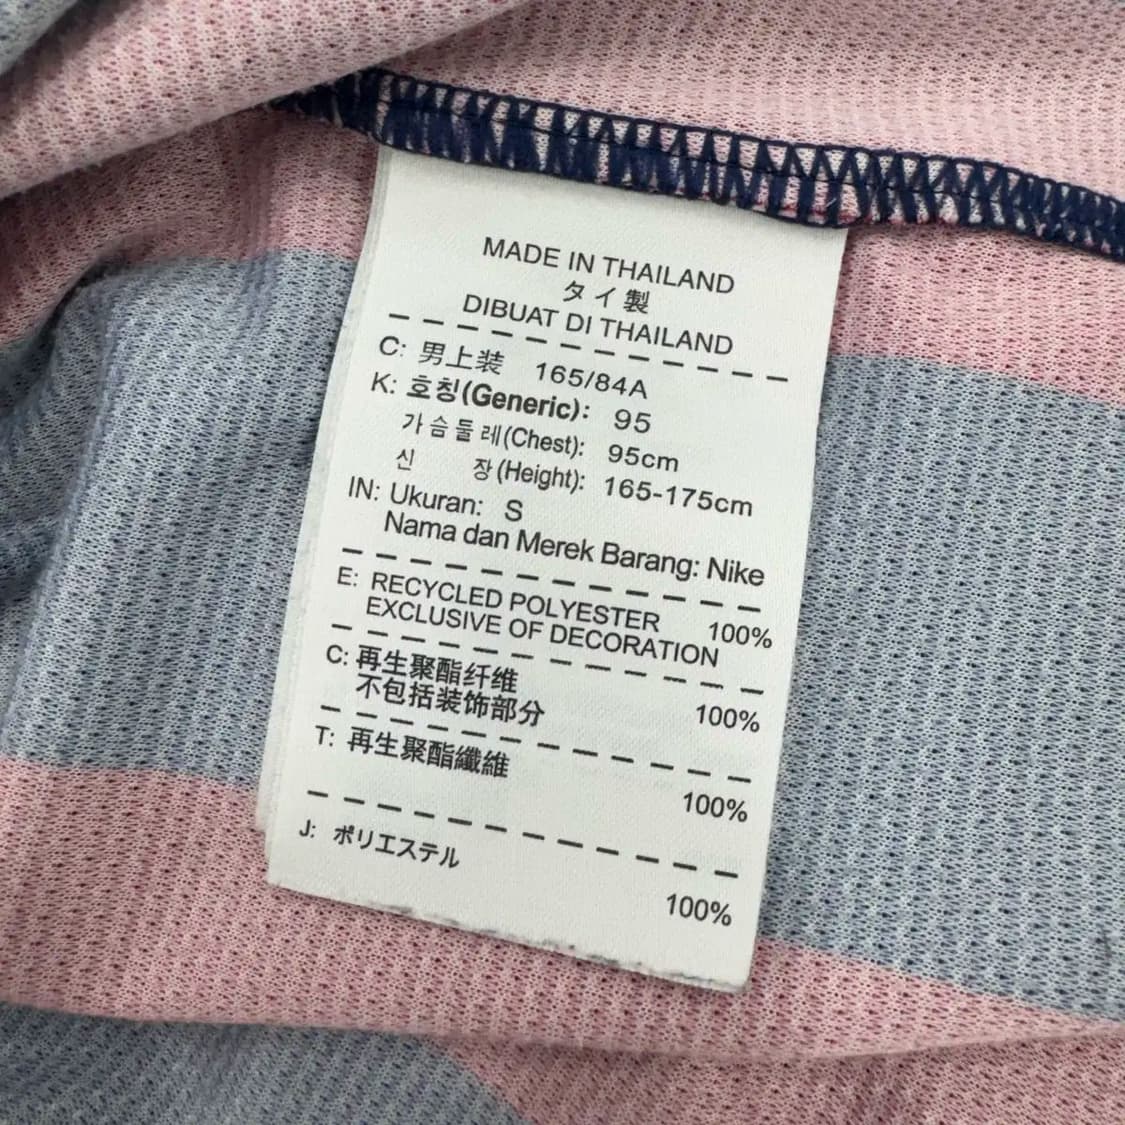 MADE IN THAILAND
タイ製
DIBUAT DI THAILAND
C: 男上装 165/84A
K: 호칭(Generic): 95
가슴둘레(Chest): 95cm
신 장(Height): 165-175cm
IN: Ukuran: S
Nama dan Merek Barang: Nike
E: RECYCLED POLYESTER 100%
EXCLUSIVE OF DECORATION
C: 再生聚酯纤维 100%
不包括装饰部分
T: 再生聚酯纖維 100%
J: ポリエステル 100%